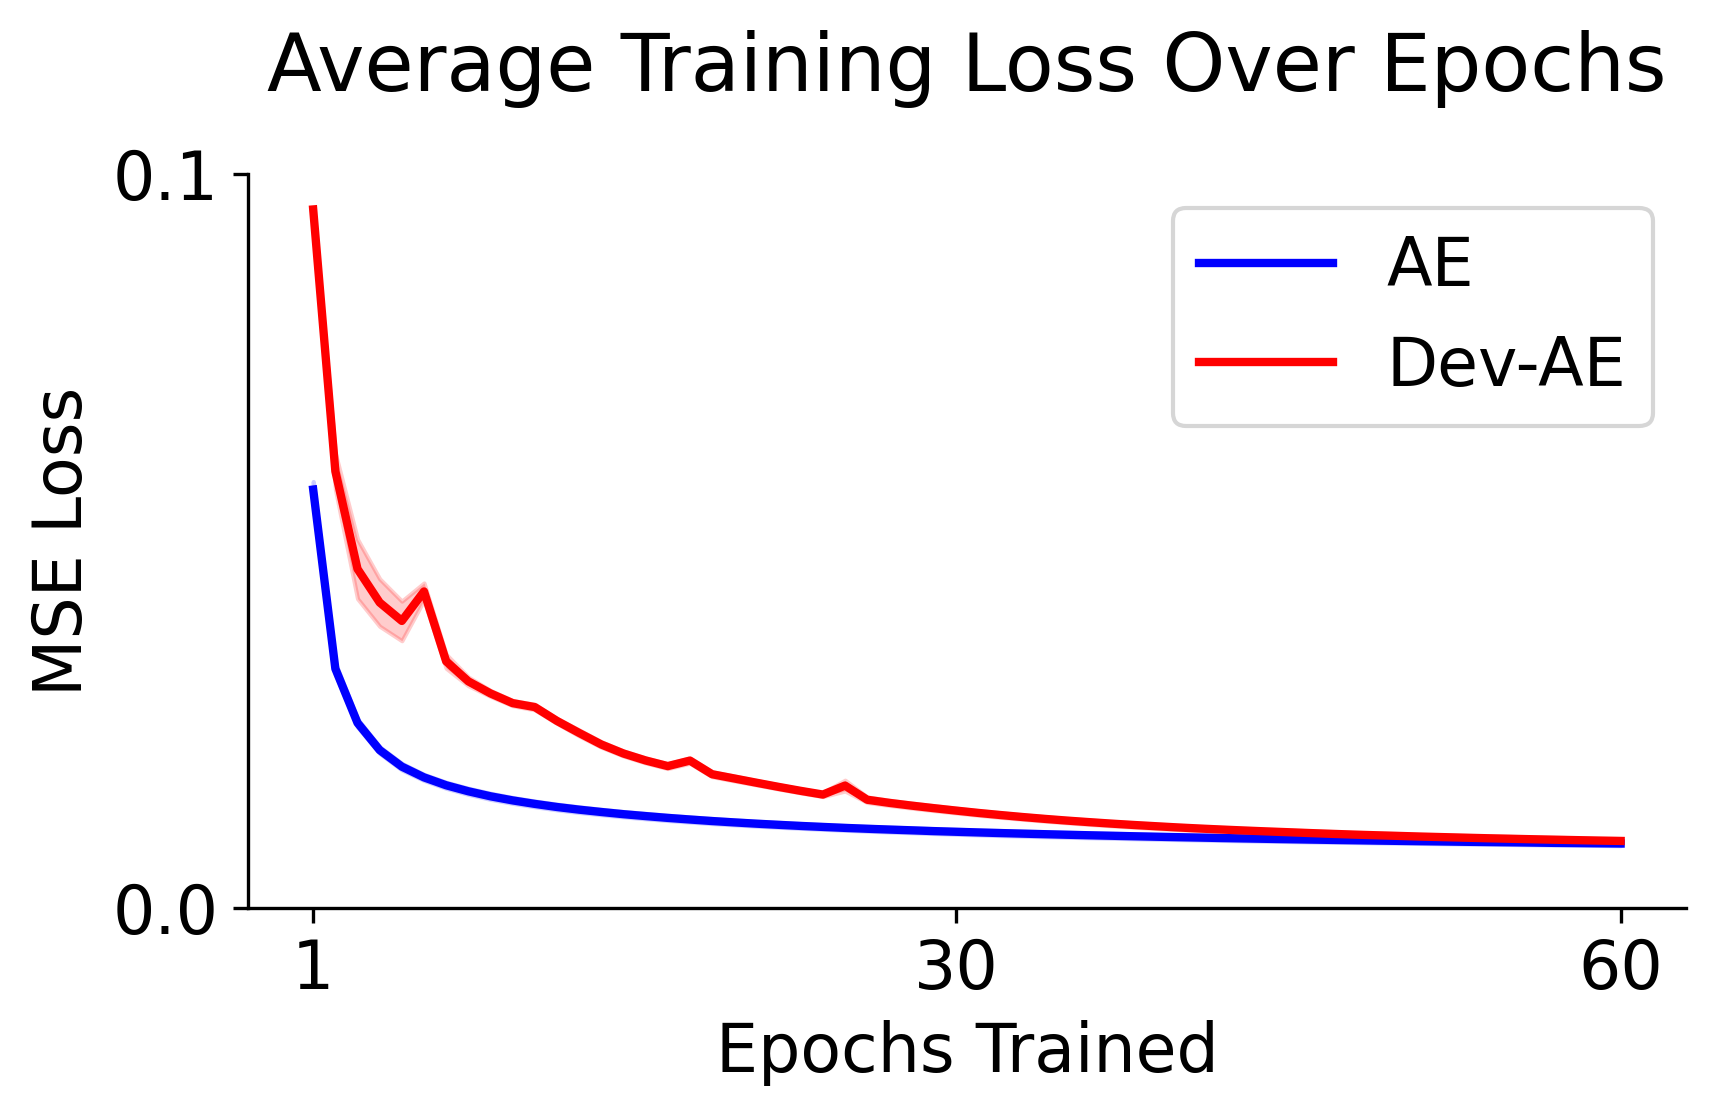 Average Training Loss Over Epochs
0.1
AE
Dev-AE
MSE Loss
0.0
1 30 60
Epochs Trained